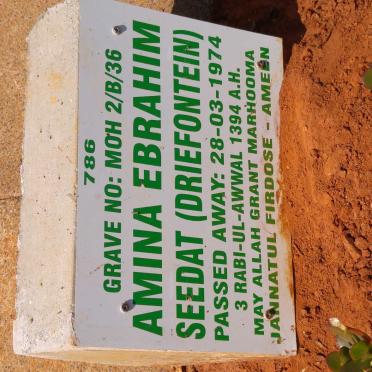 786
GRAVE NO: MOH 2/B/36
AMINA EBRAHIM
SEEDAT (DRIEFONTEIN)
PASSED AWAY: 28-03-1974
3 RABI-UL-AWWAL 1394 A.H.
MAY ALLAH GRANT MARHOOMA
JANNATUL FIRDOSE - AMEEN